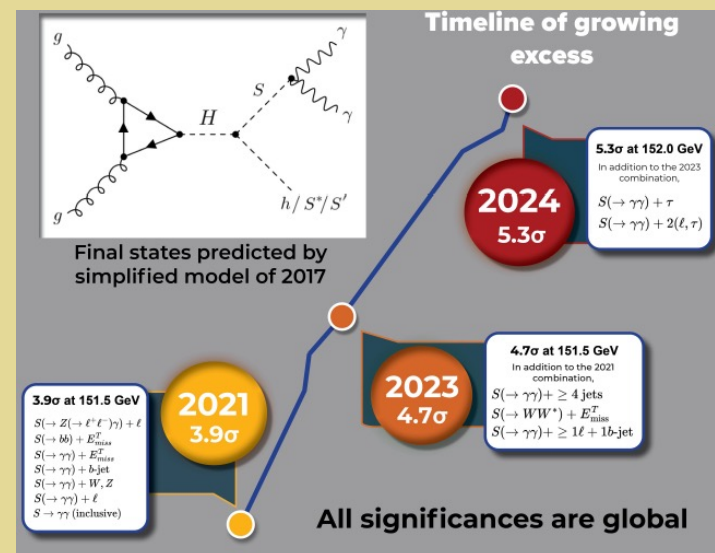 Timeline of growing
excess
g
g
H
S
γ
γ
h/S*/S′
Final states predicted by
simplified model of 2017
2024
5.3σ
5.3σ at 152.0 GeV
In addition to the 2023
combination,
S(→ γγ) + τ
S(→ γγ) + 2(ℓ, τ)
2023
4.7σ
4.7σ at 151.5 GeV
In addition to the 2021
combination,
S(→ γγ)+ ≥ 4 jets
S(→ WW*) + E^T_miss
S(→ γγ)+ ≥ 1ℓ + 1b-jet
2021
3.9σ
3.9σ at 151.5 GeV
S(→ Z(→ ℓ⁺ℓ⁻)γ) + ℓ
S(→ bb) + E^T_miss
S(→ γγ) + E^T_miss
S(→ γγ) + b-jet
S(→ γγ) + W, Z
S(→ γγ) + ℓ
S → γγ (inclusive)
All significances are global